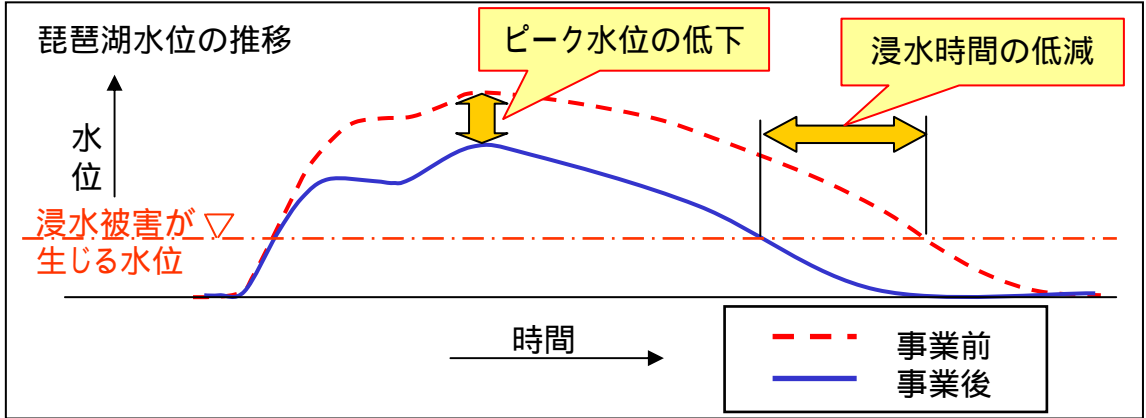 琵琶湖水位の推移
ピーク水位の低下
浸水時間の低減
水
位
浸水被害が ▽
生じる水位
時間
事業前
事業後